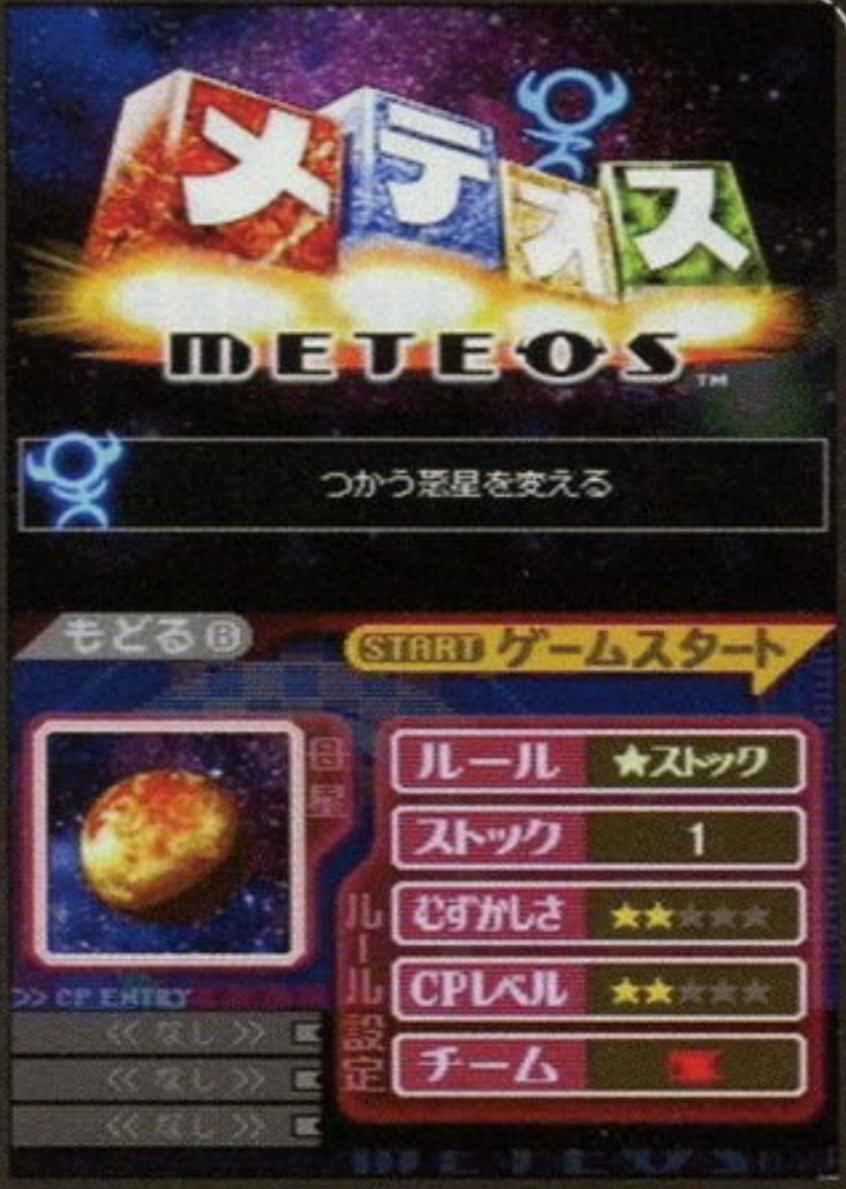 メテオス
METEOS™
つかう惑星を変える
もどる B
START ゲームスタート
母星
ルール ★ストック
ストック 1
むずかしさ ★★★★★
CPレベル ★★★★★
チーム
ルール設定
>> CP ENTRY
≪ なし ≫
≪ なし ≫
≪ なし ≫
METEOS